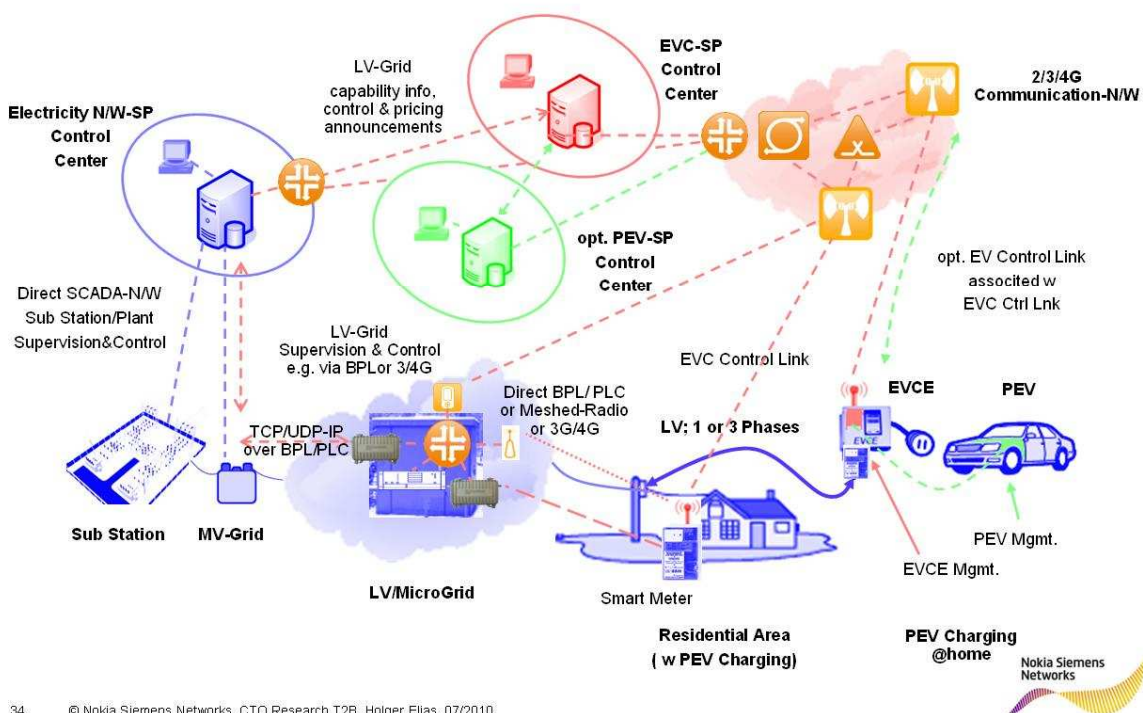 LV-Grid
capability info,
control & pricing
announcements
EVC-SP
Control
Center
2/3/4G
Communication-N/W
Electricity N/W-SP
Control
Center
opt. PEV-SP
Control
Center
opt. EV Control Link
associted w
EVC Ctrl Lnk
Direct SCADA-N/W
Sub Station/Plant
Supervision&Control
LV-Grid
Supervision & Control
e.g. via BPLor 3/4G
EVC Control Link
Direct BPL/ PLC
or Meshed-Radio
or 3G/4G
EVCE
PEV
TCP/UDP-IP
over BPL/PLC
LV; 1 or 3 Phases
EVCE
Sub Station
MV-Grid
PEV Mgmt.
EVCE Mgmt.
LV/MicroGrid
Smart Meter
Residential Area
( w PEV Charging)
PEV Charging
@home
Nokia Siemens
Networks
34 © Nokia Siemens Networks, CTO Research T2B, Holger Elias, 07/2010